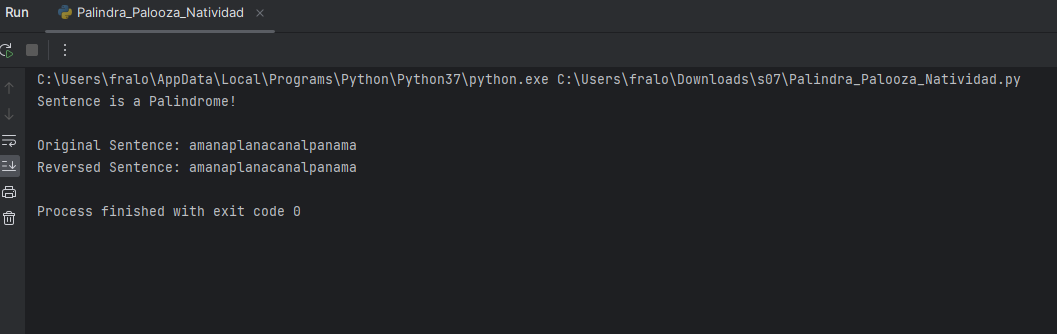 Run Palindra_Palooza_Natividad
C:\Users\fralo\AppData\Local\Programs\Python\Python37\python.exe C:\Users\fralo\Downloads\s07\Palindra_Palooza_Natividad.py
Sentence is a Palindrome!
Original Sentence: amanaplanacanalpanama
Reversed Sentence: amanaplanacanalpanama
Process finished with exit code 0